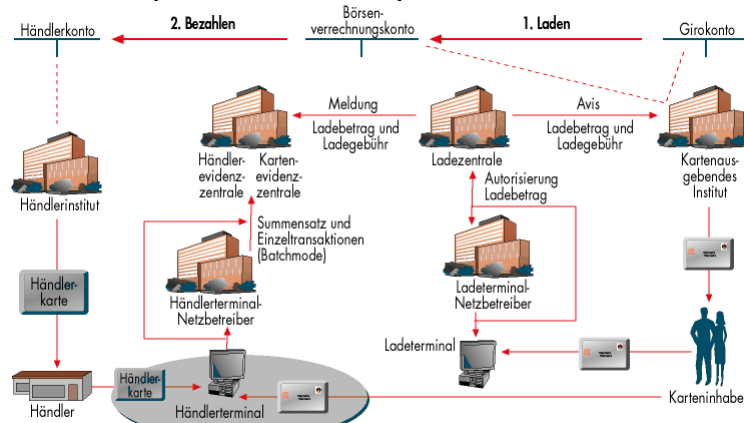 Börsen-
Händlerkonto
2. Bezahlen
verrechnungskonto
1. Laden
Girokonto
Meldung
Avis
Ladebetrag und
Ladegebühr
Ladebetrag und
Ladegebühr
Händler-
evidenz-
zentrale
Karten-
evidenz-
zentrale
Ladezentrale
Kartenaus-
gebendes
Institut
Händlerinstitut
Autorisierung
Ladebetrag
Summensatz und
Einzeltransaktionen
(Batchmode)
Händler-
karte
Händlerterminal-
Netzbetreiber
Ladeterminal-
Netzbetreiber
Ladeterminal
Händler-
karte
Händler
Händlerterminal
Karteninhabe